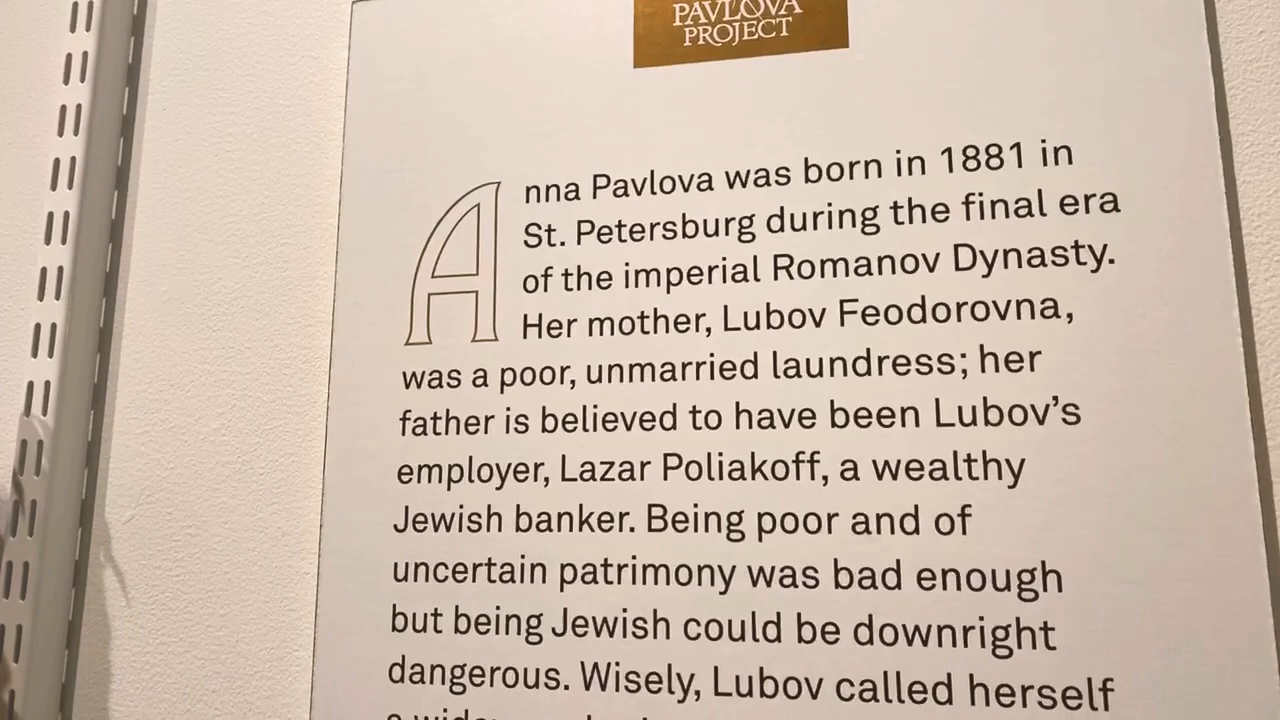 PAVLOVA
PROJECT
Anna Pavlova was born in 1881 in
St. Petersburg during the final era
of the imperial Romanov Dynasty.
Her mother, Lubov Feodorovna,
was a poor, unmarried laundress; her
father is believed to have been Lubov’s
employer, Lazar Poliakoff, a wealthy
Jewish banker. Being poor and of
uncertain patrimony was bad enough
but being Jewish could be downright
dangerous. Wisely, Lubov called herself